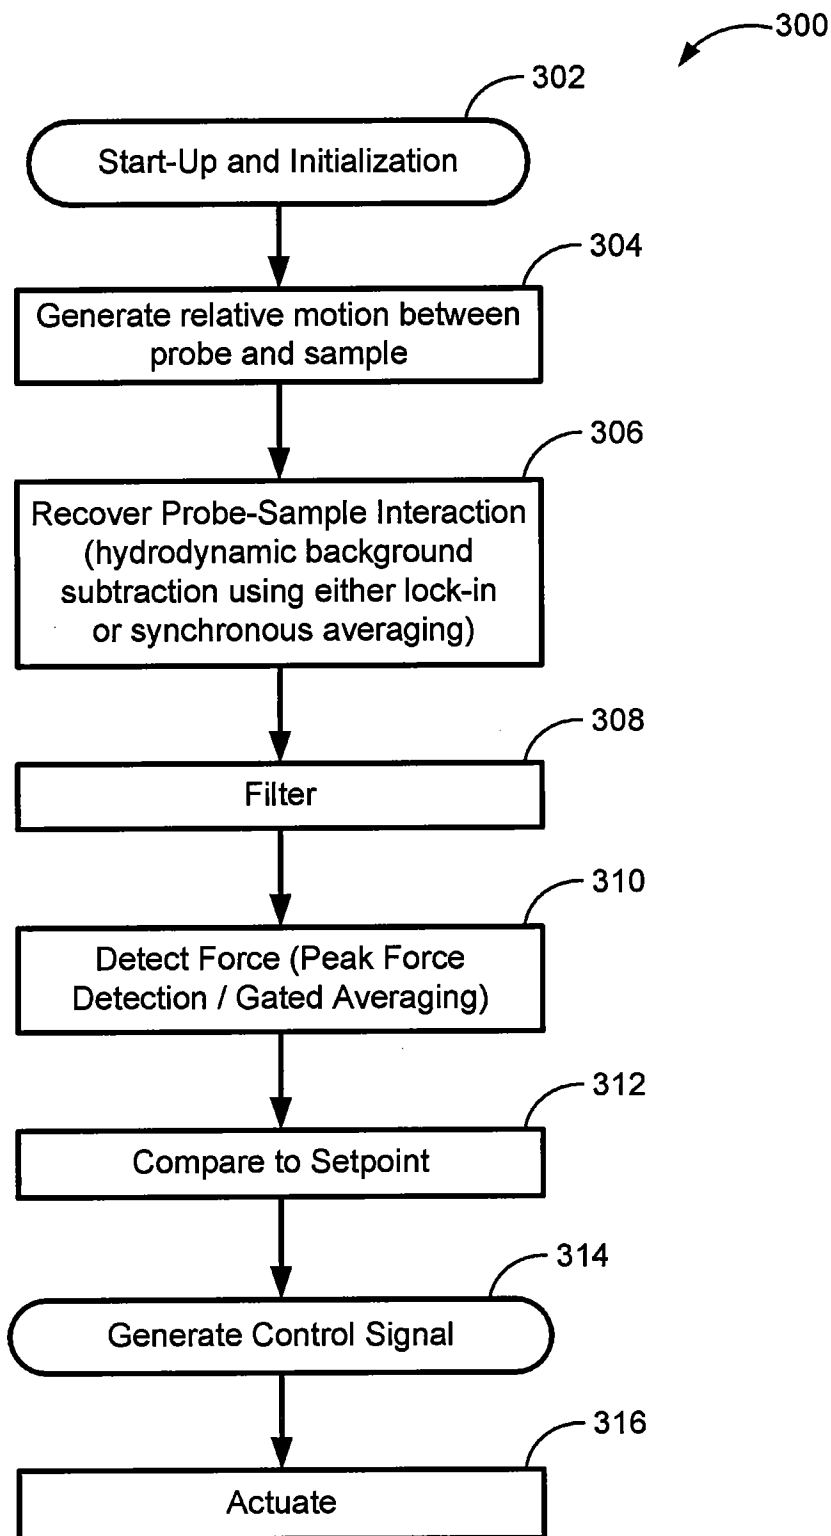 300
302
Start-Up and Initialization
304
Generate relative motion between
probe and sample
306
Recover Probe-Sample Interaction
(hydrodynamic background
subtraction using either lock-in
or synchronous averaging)
308
Filter
310
Detect Force (Peak Force
Detection / Gated Averaging)
312
Compare to Setpoint
314
Generate Control Signal
316
Actuate